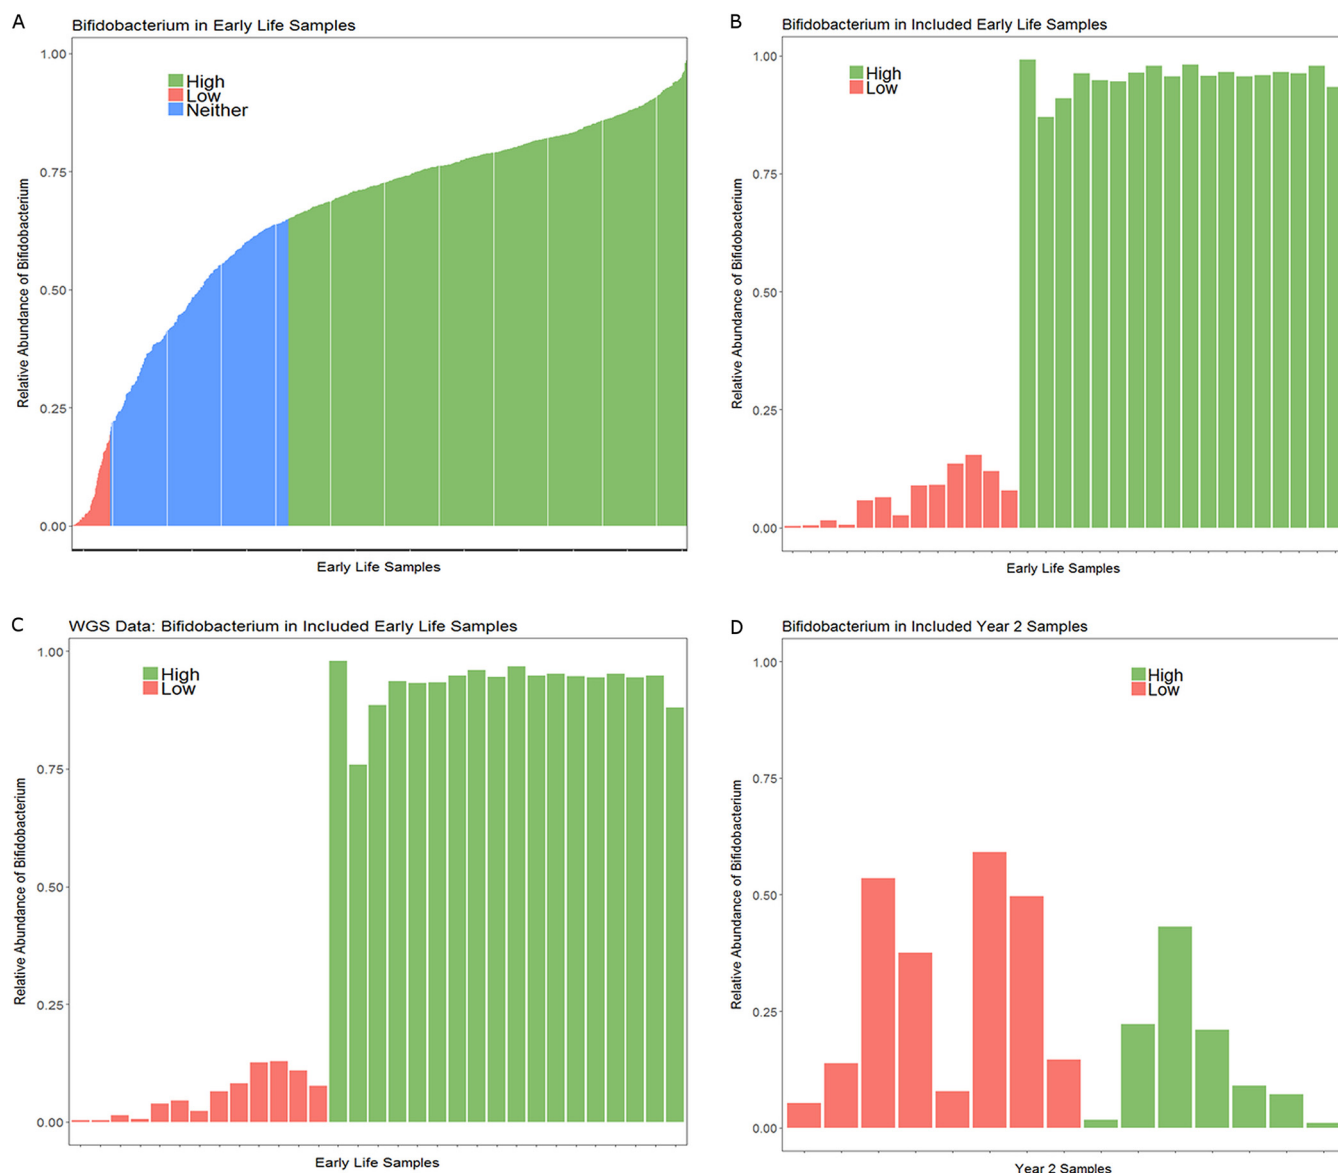 A
Bifidobacterium in Early Life Samples
Relative Abundance of Bifidobacterium
1.00
0.75
0.50
0.25
0.00
High
Low
Neither
Early Life Samples
B
Bifidobacterium in Included Early Life Samples
Relative Abundance of Bifidobacterium
1.00
0.75
0.50
0.25
0.00
High
Low
Early Life Samples
C
WGS Data: Bifidobacterium in Included Early Life Samples
Relative Abundance of Bifidobacterium
1.00
0.75
0.50
0.25
0.00
High
Low
Early Life Samples
D
Bifidobacterium in Included Year 2 Samples
Relative Abundance of Bifidobacterium
1.00
0.75
0.50
0.25
0.00
High
Low
Year 2 Samples